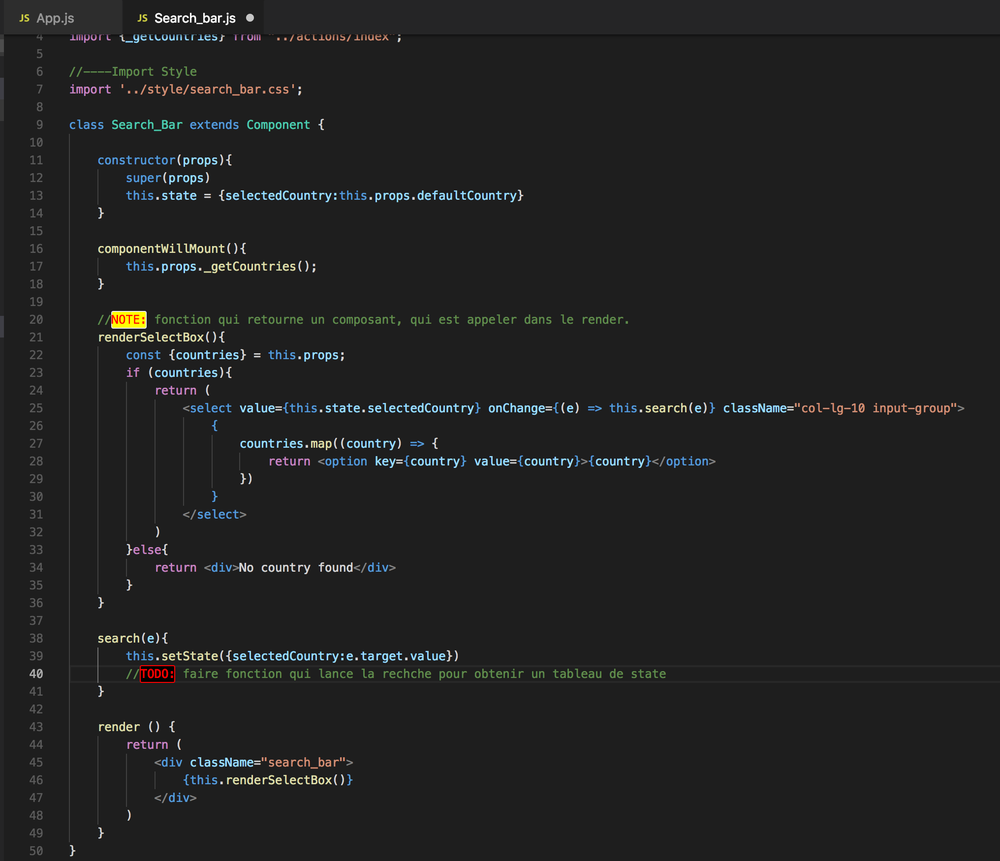 JS App.js JS Search_bar.js
4 import {_getCountries} from "../actions/index";
5
6 //----Import Style
7 import '../style/search_bar.css';
8
9 class Search_Bar extends Component {
10
11 constructor(props){
12 super(props)
13 this.state = {selectedCountry:this.props.defaultCountry}
14 }
15
16 componentWillMount(){
17 this.props._getCountries();
18 }
19
20 //NOTE: fonction qui retourne un composant, qui est appeler dans le render.
21 renderSelectBox(){
22 const {countries} = this.props;
23 if (countries){
24 return (
25 <select value={this.state.selectedCountry} onChange={(e) => this.search(e)} className="col-lg-10 input-group">
26 {
27 countries.map((country) => {
28 return <option key={country} value={country}>{country}</option>
29 })
30 }
31 </select>
32 )
33 }else{
34 return <div>No country found</div>
35 }
36 }
37
38 search(e){
39 this.setState({selectedCountry:e.target.value})
40 //TODO: faire fonction qui lance la rechche pour obtenir un tableau de state
41 }
42
43 render () {
44 return (
45 <div className="search_bar">
46 {this.renderSelectBox()}
47 </div>
48 )
49 }
50 }